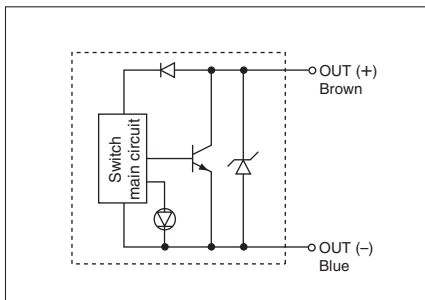 OUT (+)
Brown
Switch
main circuit
OUT (–)
Blue